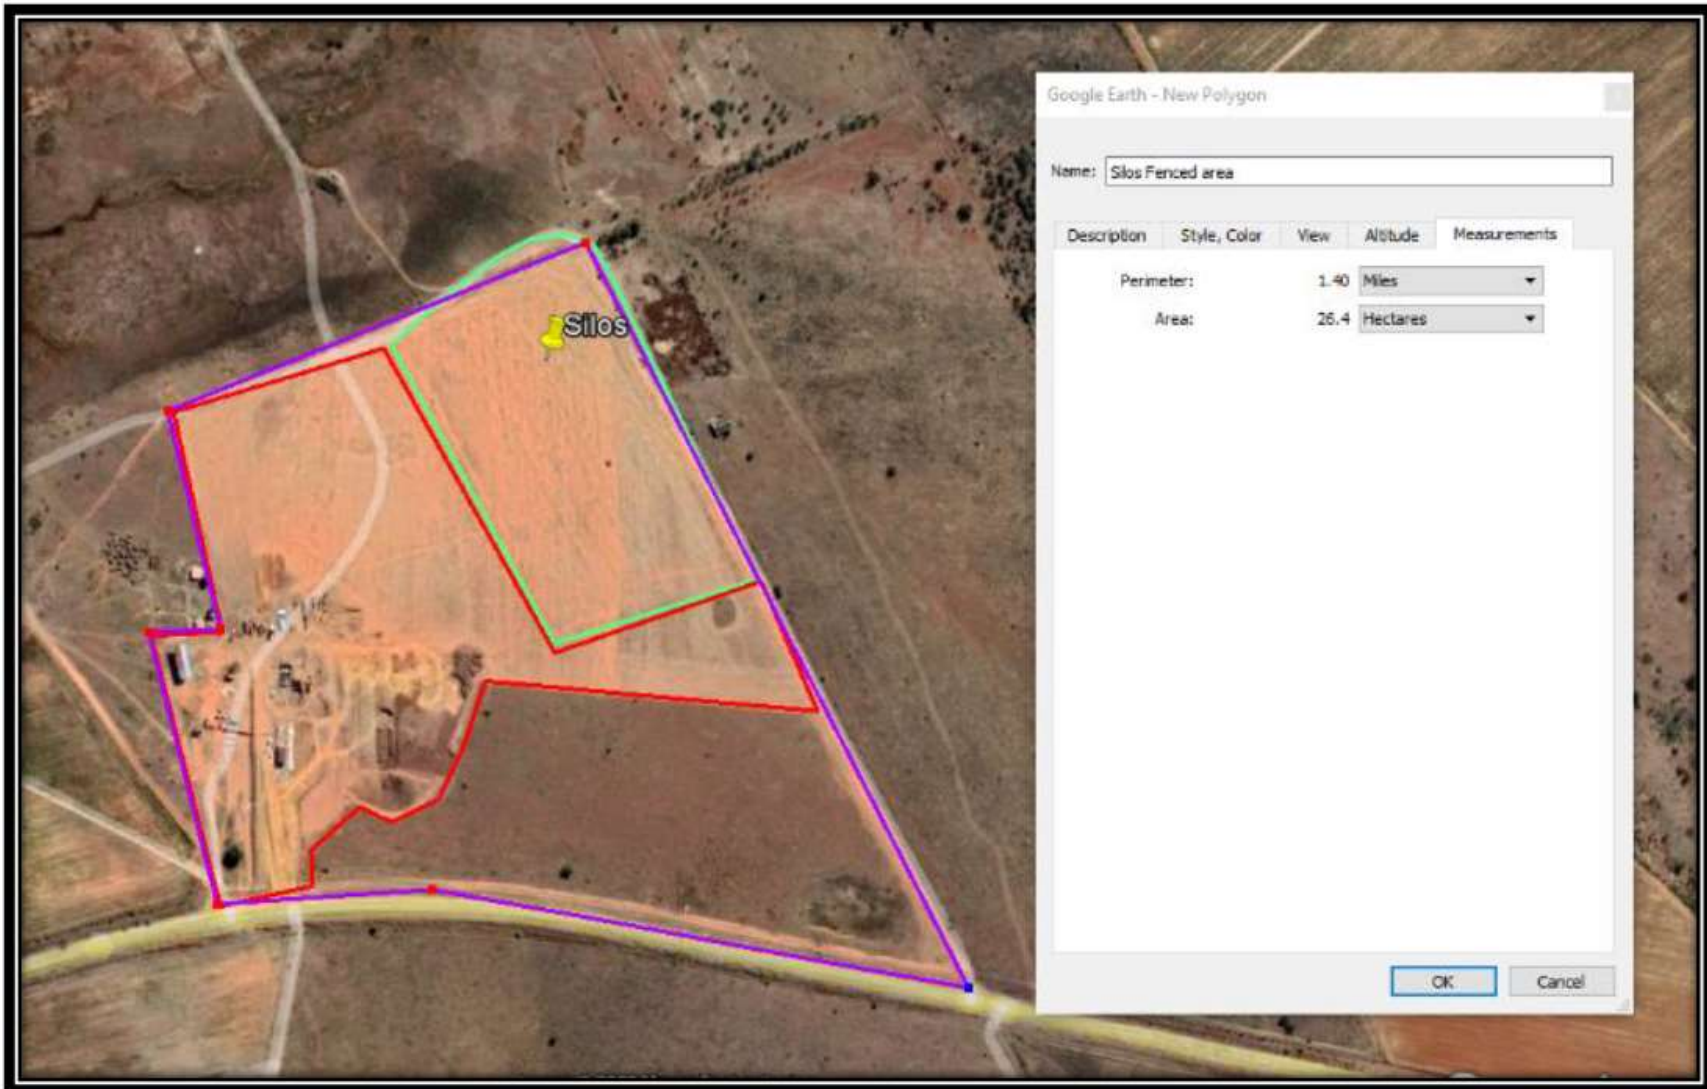 Google Earth - New Polygon
Name: Silos Fenced area
Description Style, Color View Altitude Measurements
Perimeter: 1.40 Miles
Area: 26.4 Hectares
Silos
OK Cancel